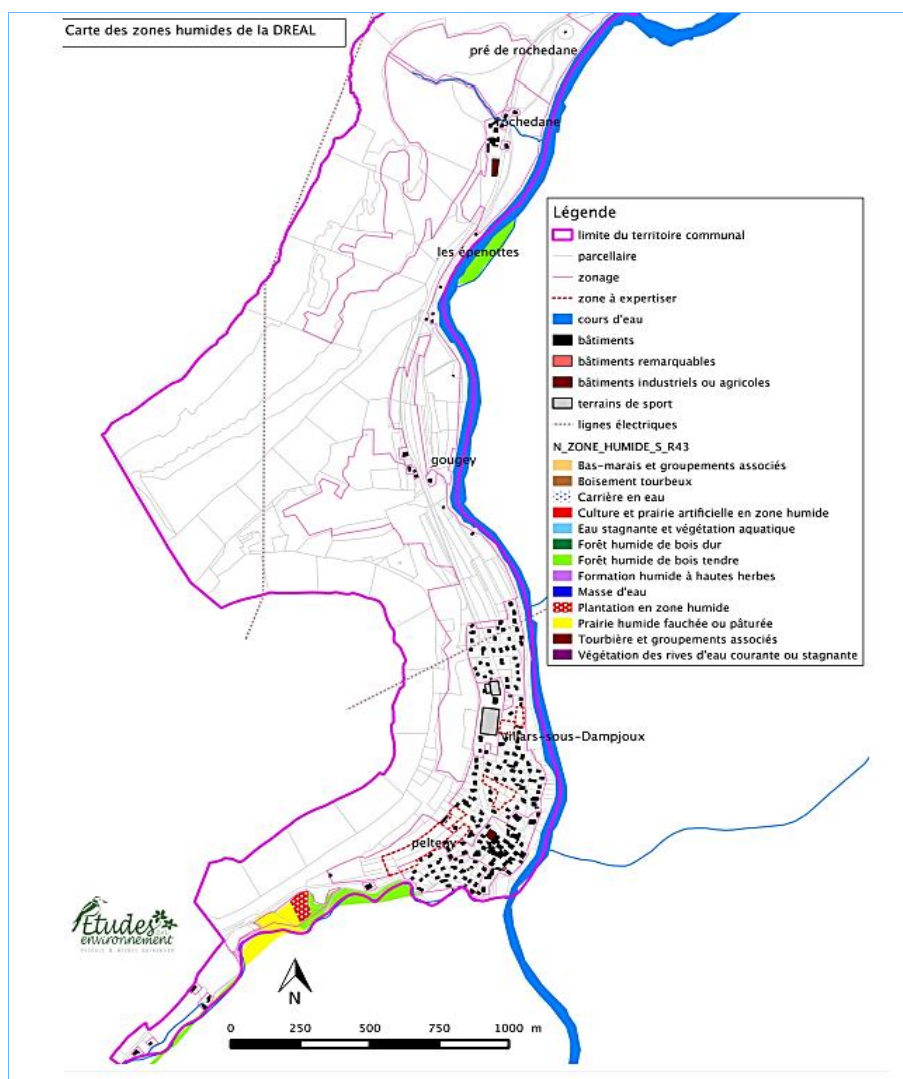 Carte des zones humides de la DREAL
pré de rochedane
rochedane
les épenottes
gougey
Villars-sous-Dampjoux
Légende
limite du territoire communal
parcellaire
zonage
zone à expertiser
cours d'eau
bâtiments
bâtiments remarquables
bâtiments industriels ou agricoles
terrains de sport
lignes électriques
N_ZONE_HUMIDE_S_R43
Bas-marais et groupements associés
Boisement tourbeux
Carrière en eau
Culture et prairie artificielle en zone humide
Eau stagnante et végétation aquatique
Forêt humide de bois dur
Forêt humide de bois tendre
Formation humide à hautes herbes
Masse d'eau
Plantation en zone humide
Prairie humide fauchée ou pâturée
Tourbière et groupements associés
Végétation des rives d'eau courante ou stagnante
Études
en
environnement
N
0 250 500 750 1000 m